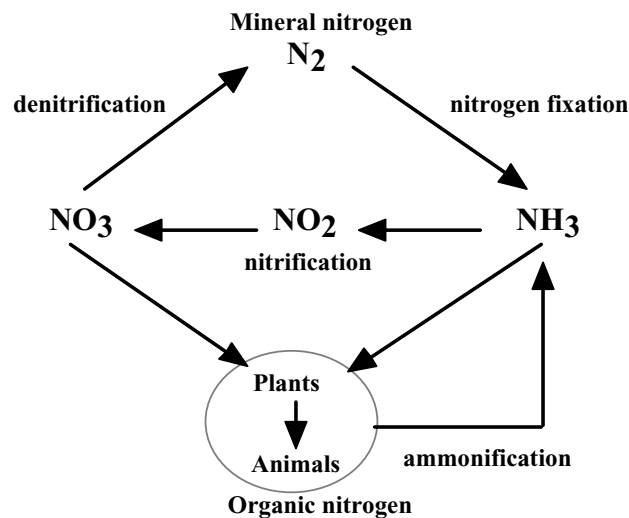 Mineral nitrogen
N2
denitrification
nitrogen fixation
NO3
NO2
NH3
nitrification
Plants
Animals
ammonification
Organic nitrogen